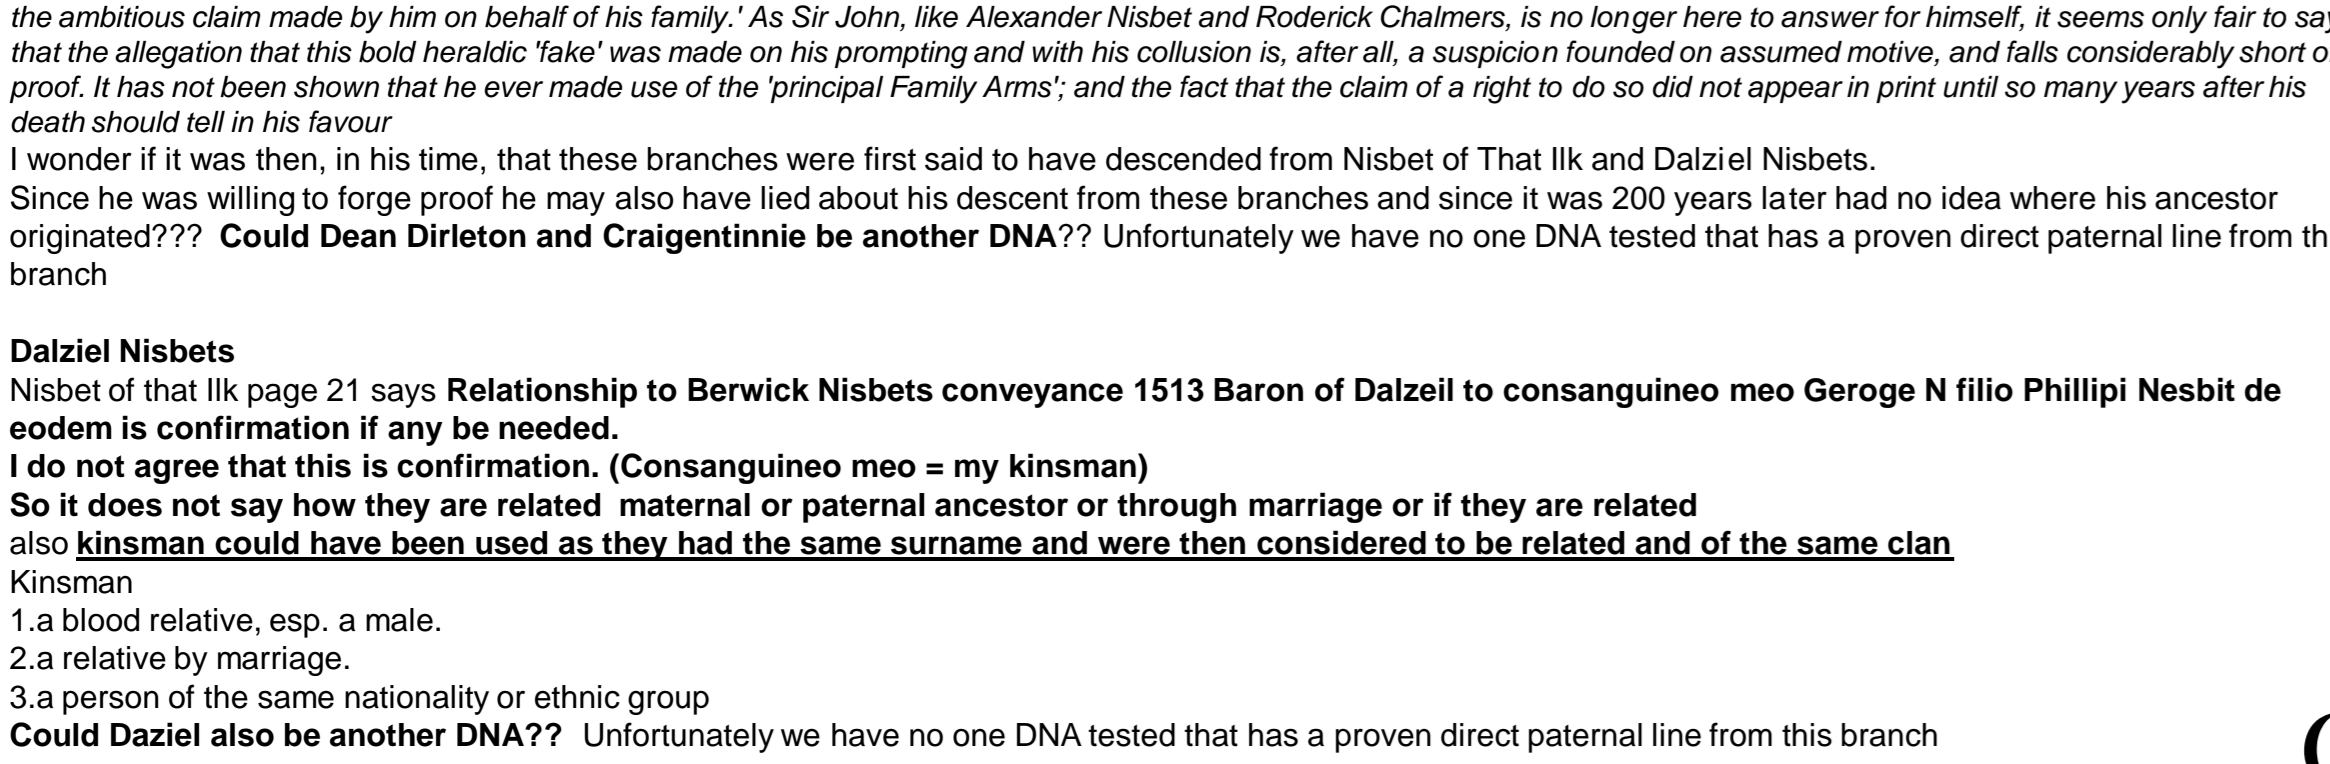 the ambitious claim made by him on behalf of his family.' As Sir John, like Alexander Nisbet and Roderick Chalmers, is no longer here to answer for himself, it seems only fair to say
that the allegation that this bold heraldic 'fake' was made on his prompting and with his collusion is, after all, a suspicion founded on assumed motive, and falls considerably short o
proof. It has not been shown that he ever made use of the 'principal Family Arms'; and the fact that the claim of a right to do so did not appear in print until so many years after his
death should tell in his favour
I wonder if it was then, in his time, that these branches were first said to have descended from Nisbet of That Ilk and Dalziel Nisbets.
Since he was willing to forge proof he may also have lied about his descent from these branches and since it was 200 years later had no idea where his ancestor
originated??? Could Dean Dirleton and Craigentinnie be another DNA?? Unfortunately we have no one DNA tested that has a proven direct paternal line from th
branch
Dalziel Nisbets
Nisbet of that Ilk page 21 says Relationship to Berwick Nisbets conveyance 1513 Baron of Dalzeil to consanguineo meo Geroge N filio Phillipi Nesbit de
eodem is confirmation if any be needed.
I do not agree that this is confirmation. (Consanguineo meo = my kinsman)
So it does not say how they are related maternal or paternal ancestor or through marriage or if they are related
also kinsman could have been used as they had the same surname and were then considered to be related and of the same clan
Kinsman
1.a blood relative, esp. a male.
2.a relative by marriage.
3.a person of the same nationality or ethnic group
Could Daziel also be another DNA?? Unfortunately we have no one DNA tested that has a proven direct paternal line from this branch